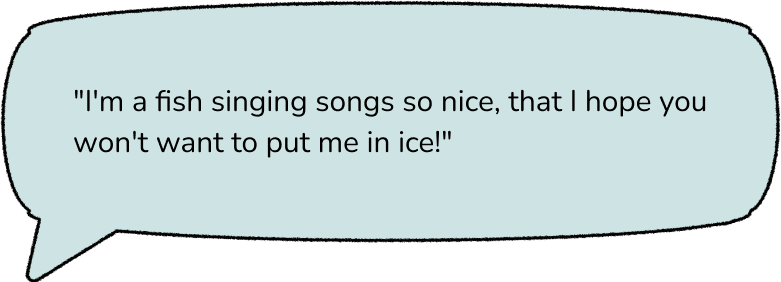 "I'm a fish singing songs so nice, that I hope you
won't want to put me in ice!"